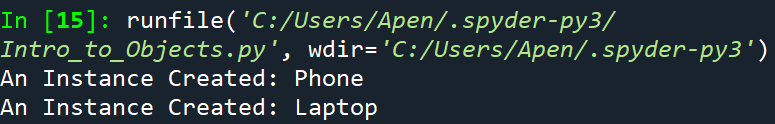 In [15]: runfile('C:/Users/Apen/.spyder-py3/
Intro_to_Objects.py', wdir='C:/Users/Apen/.spyder-py3')
An Instance Created: Phone
An Instance Created: Laptop